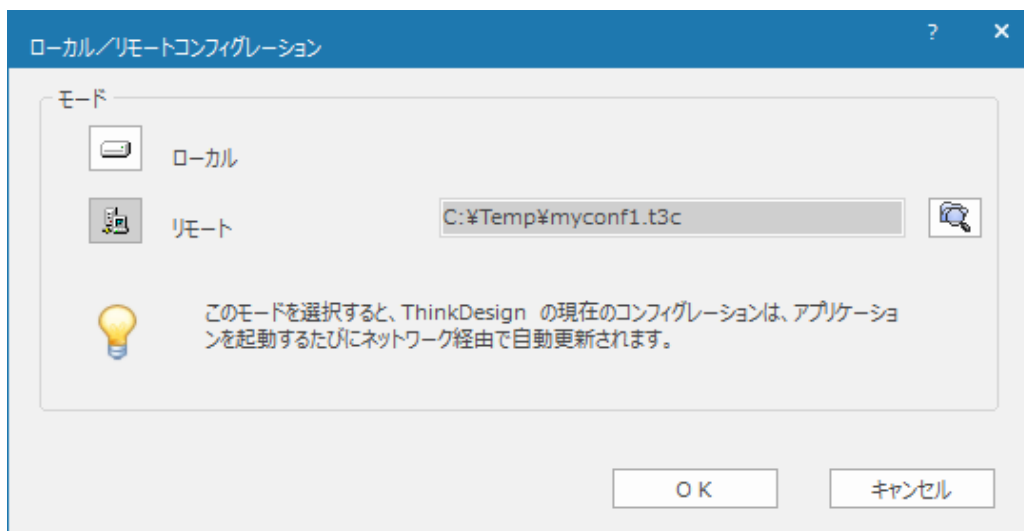 ローカル／リモートコンフィグレーション
? ×
モード
ローカル
リモート C:¥Temp¥myconf1.t3c
このモードを選択すると、ThinkDesign の現在のコンフィグレーションは、アプリケーショ
ンを起動するたびにネットワーク経由で自動更新されます。
OK キャンセル